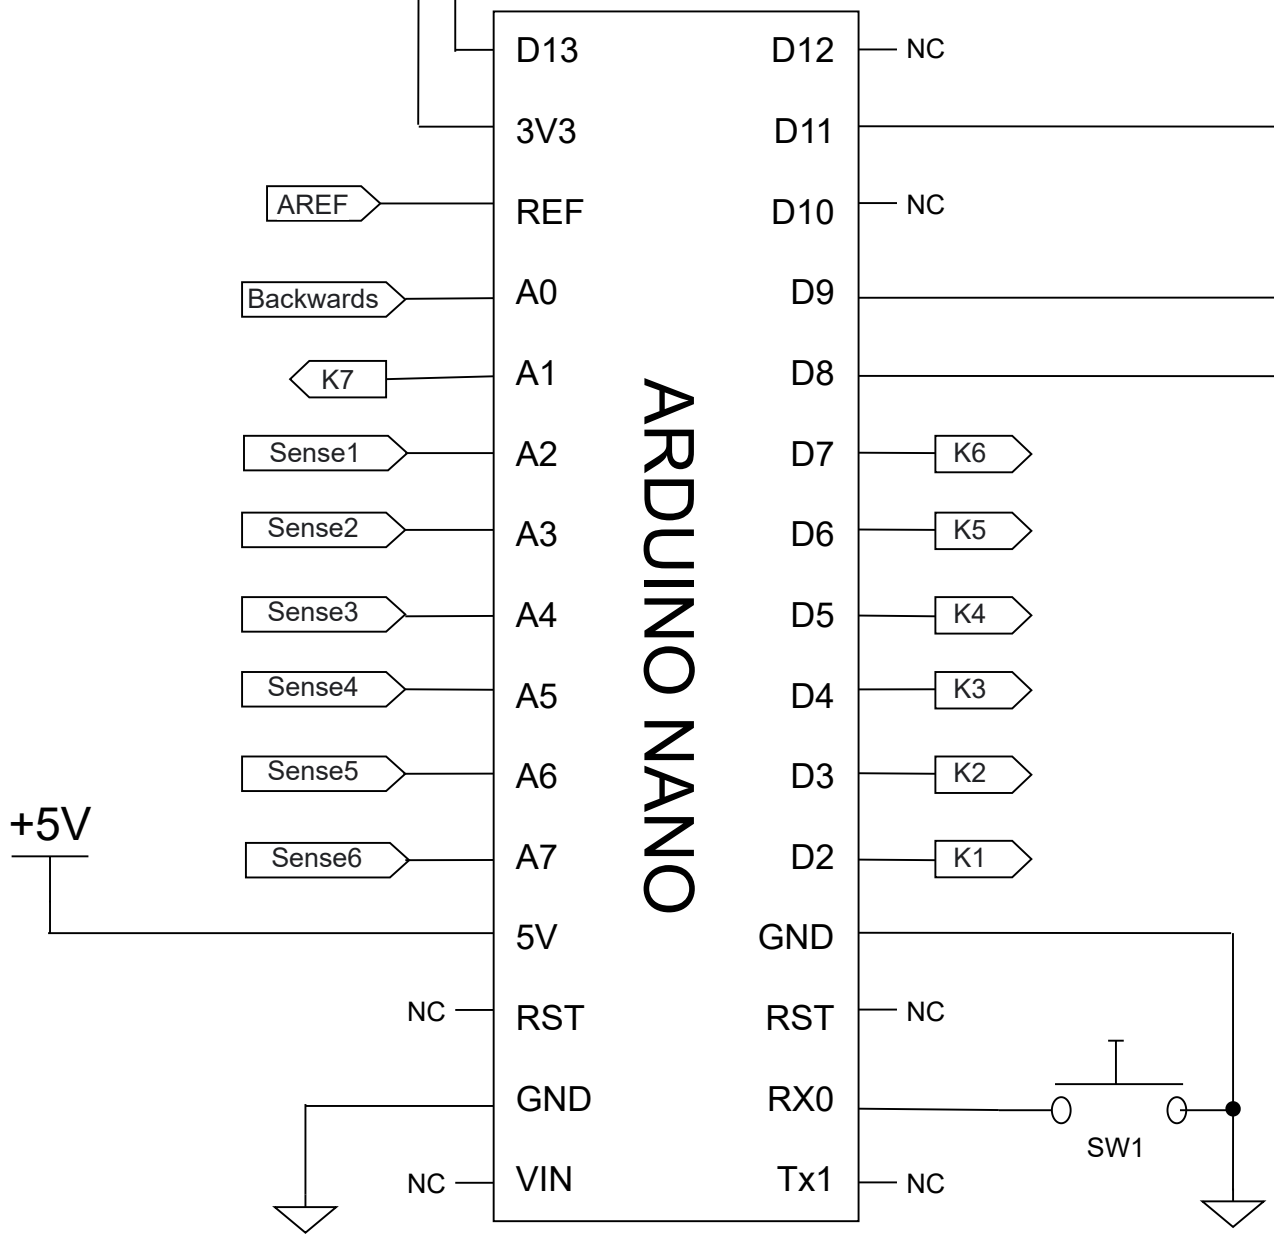 D13
D12
NC
3V3
D11
AREF
REF
D10
NC
Backwards
A0
D9
K7
A1
D8
Sense1
A2
D7
K6
Sense2
A3
D6
K5
Sense3
A4
D5
K4
Sense4
A5
D4
K3
Sense5
A6
D3
K2
+5V
Sense6
A7
D2
K1
ARDUINO NANO
5V
GND
NC
RST
RST
NC
GND
RX0
SW1
NC
VIN
Tx1
NC